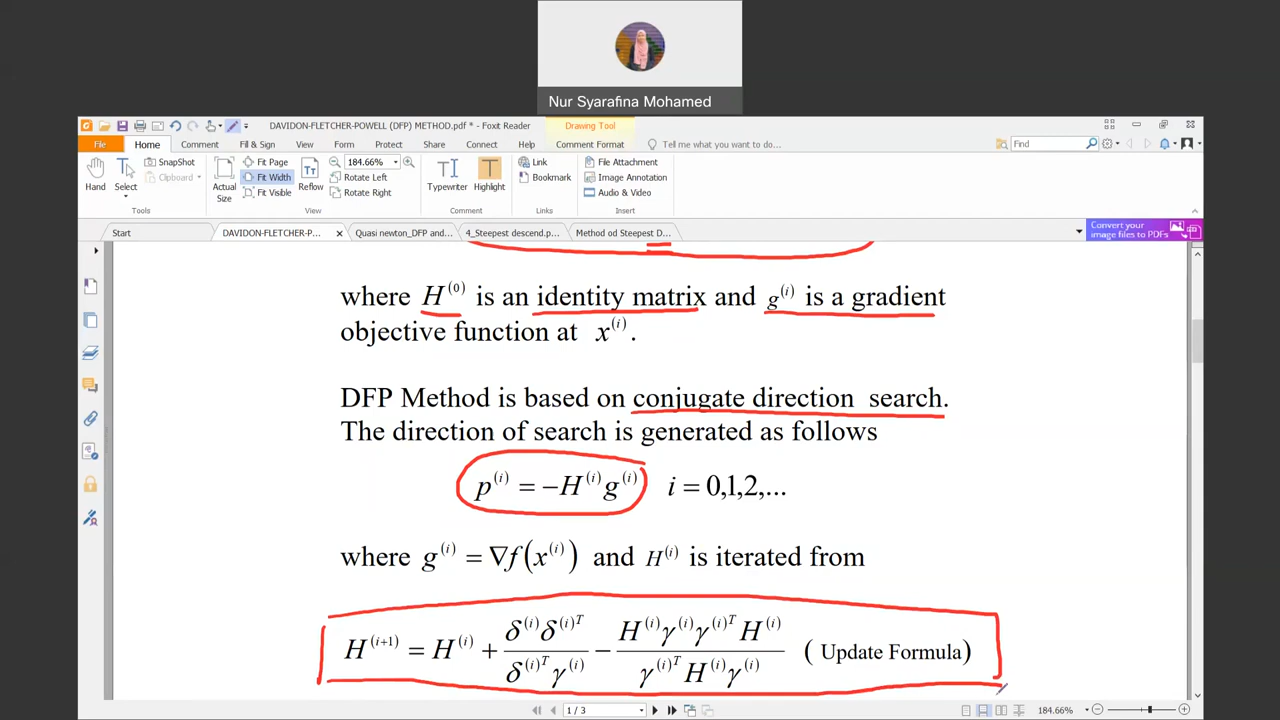 Nur Syarafina Mohamed
DAVIDON-FLETCHER-POWELL (DFP) METHOD.pdf * - Foxit Reader
Drawing Tool
File Home Comment Fill & Sign View Form Protect Share Connect Help Comment Format Tell me what you want to do... Find
Hand
Select
SnapShot
Clipboard
Tools
Actual Size
Fit Page
Fit Width
Fit Visible
Reflow
184.66%
Rotate Left
Rotate Right
View
Typewriter
Highlight
Comment
Link
Bookmark
Links
File Attachment
Image Annotation
Audio & Video
Insert
Start DAVIDON-FLETCHER-P... Quasi newton_DFP and... 4_Steepest descend.p... Method od Steepest D...
Convert your
image files to PDFs
where H^(0) is an identity matrix and g^(i) is a gradient
objective function at x^(i).
DFP Method is based on conjugate direction search.
The direction of search is generated as follows
p^(i) = −H^(i) g^(i) i = 0,1,2,...
where g^(i) = ∇f(x^(i)) and H^(i) is iterated from
H^(i+1) = H^(i) + δ^(i)δ^(i)T / δ^(i)T γ^(i) − H^(i)γ^(i)γ^(i)T H^(i) / γ^(i)T H^(i)γ^(i) ( Update Formula)
1 / 3
184.66%